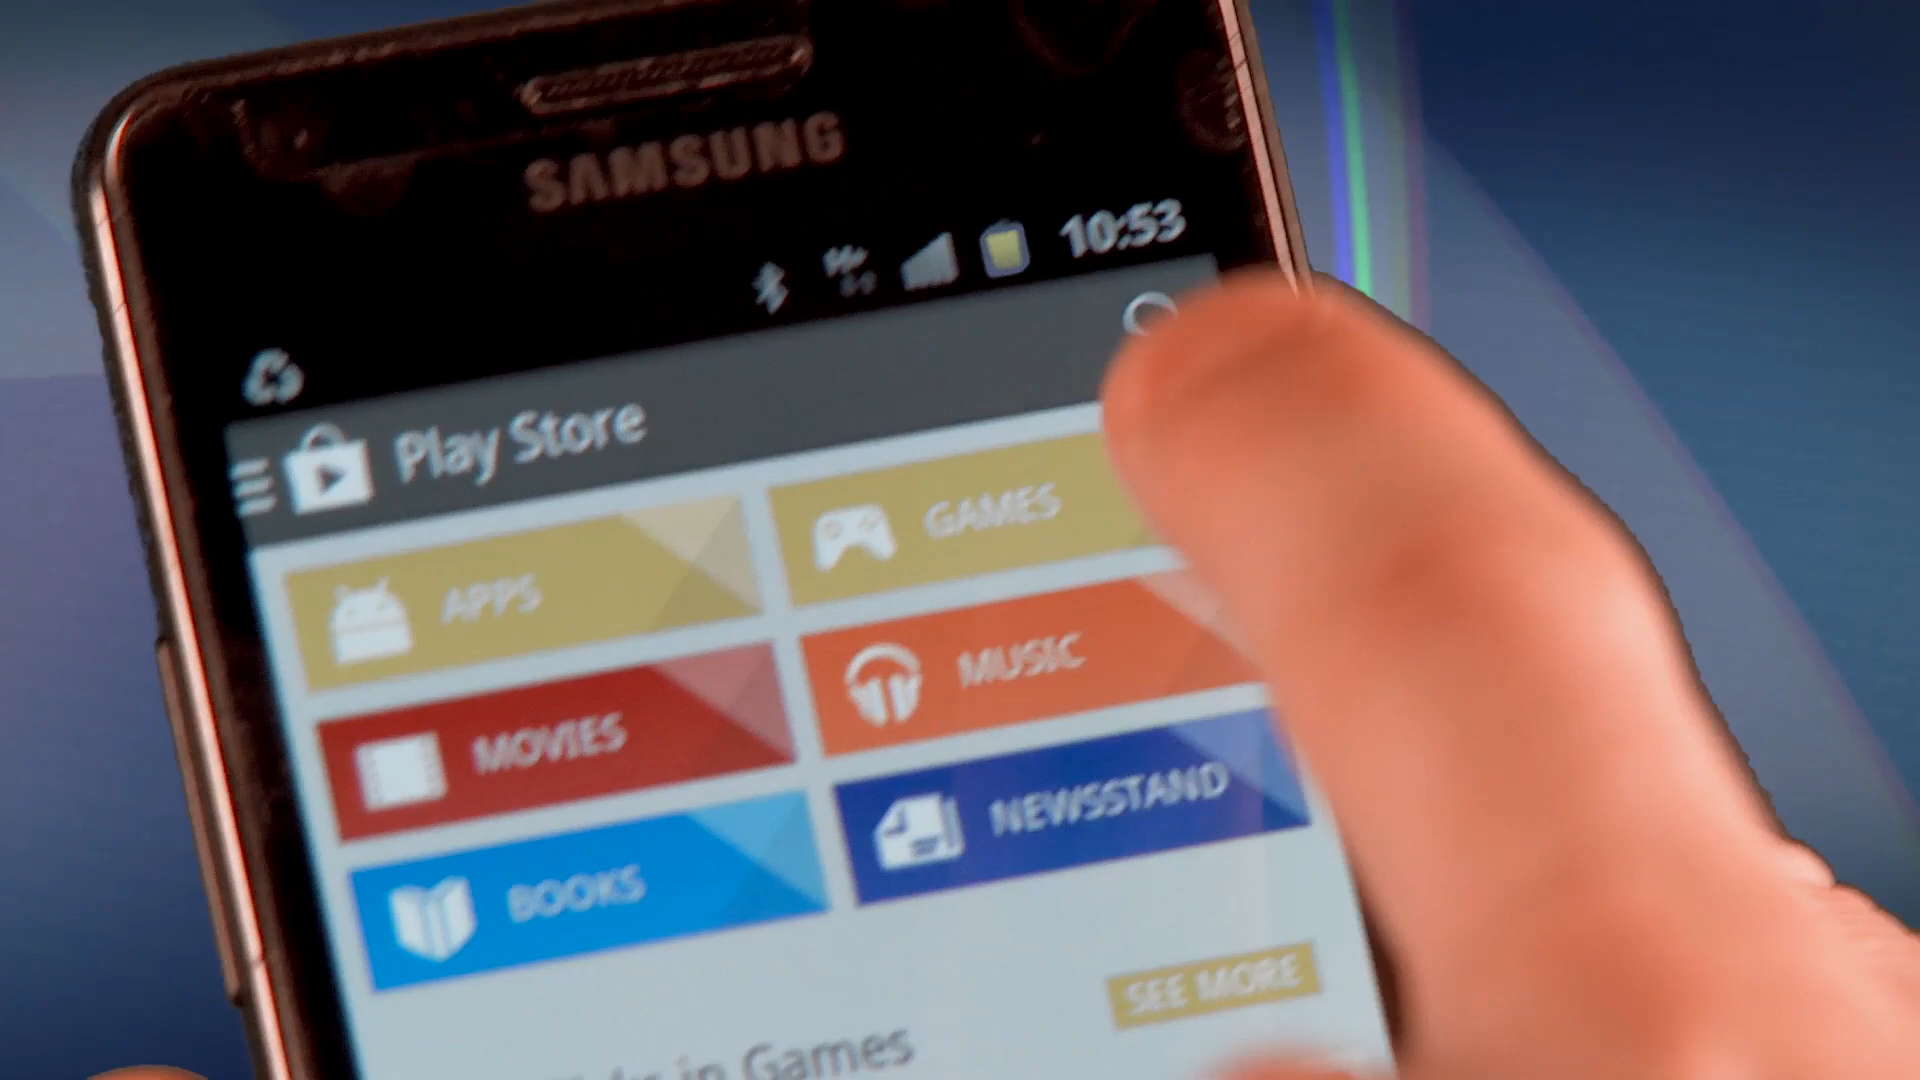 SAMSUNG
10:53
Play Store
APPS
GAMES
MOVIES
MUSIC
BOOKS
NEWSSTAND
SEE MORE
in Games